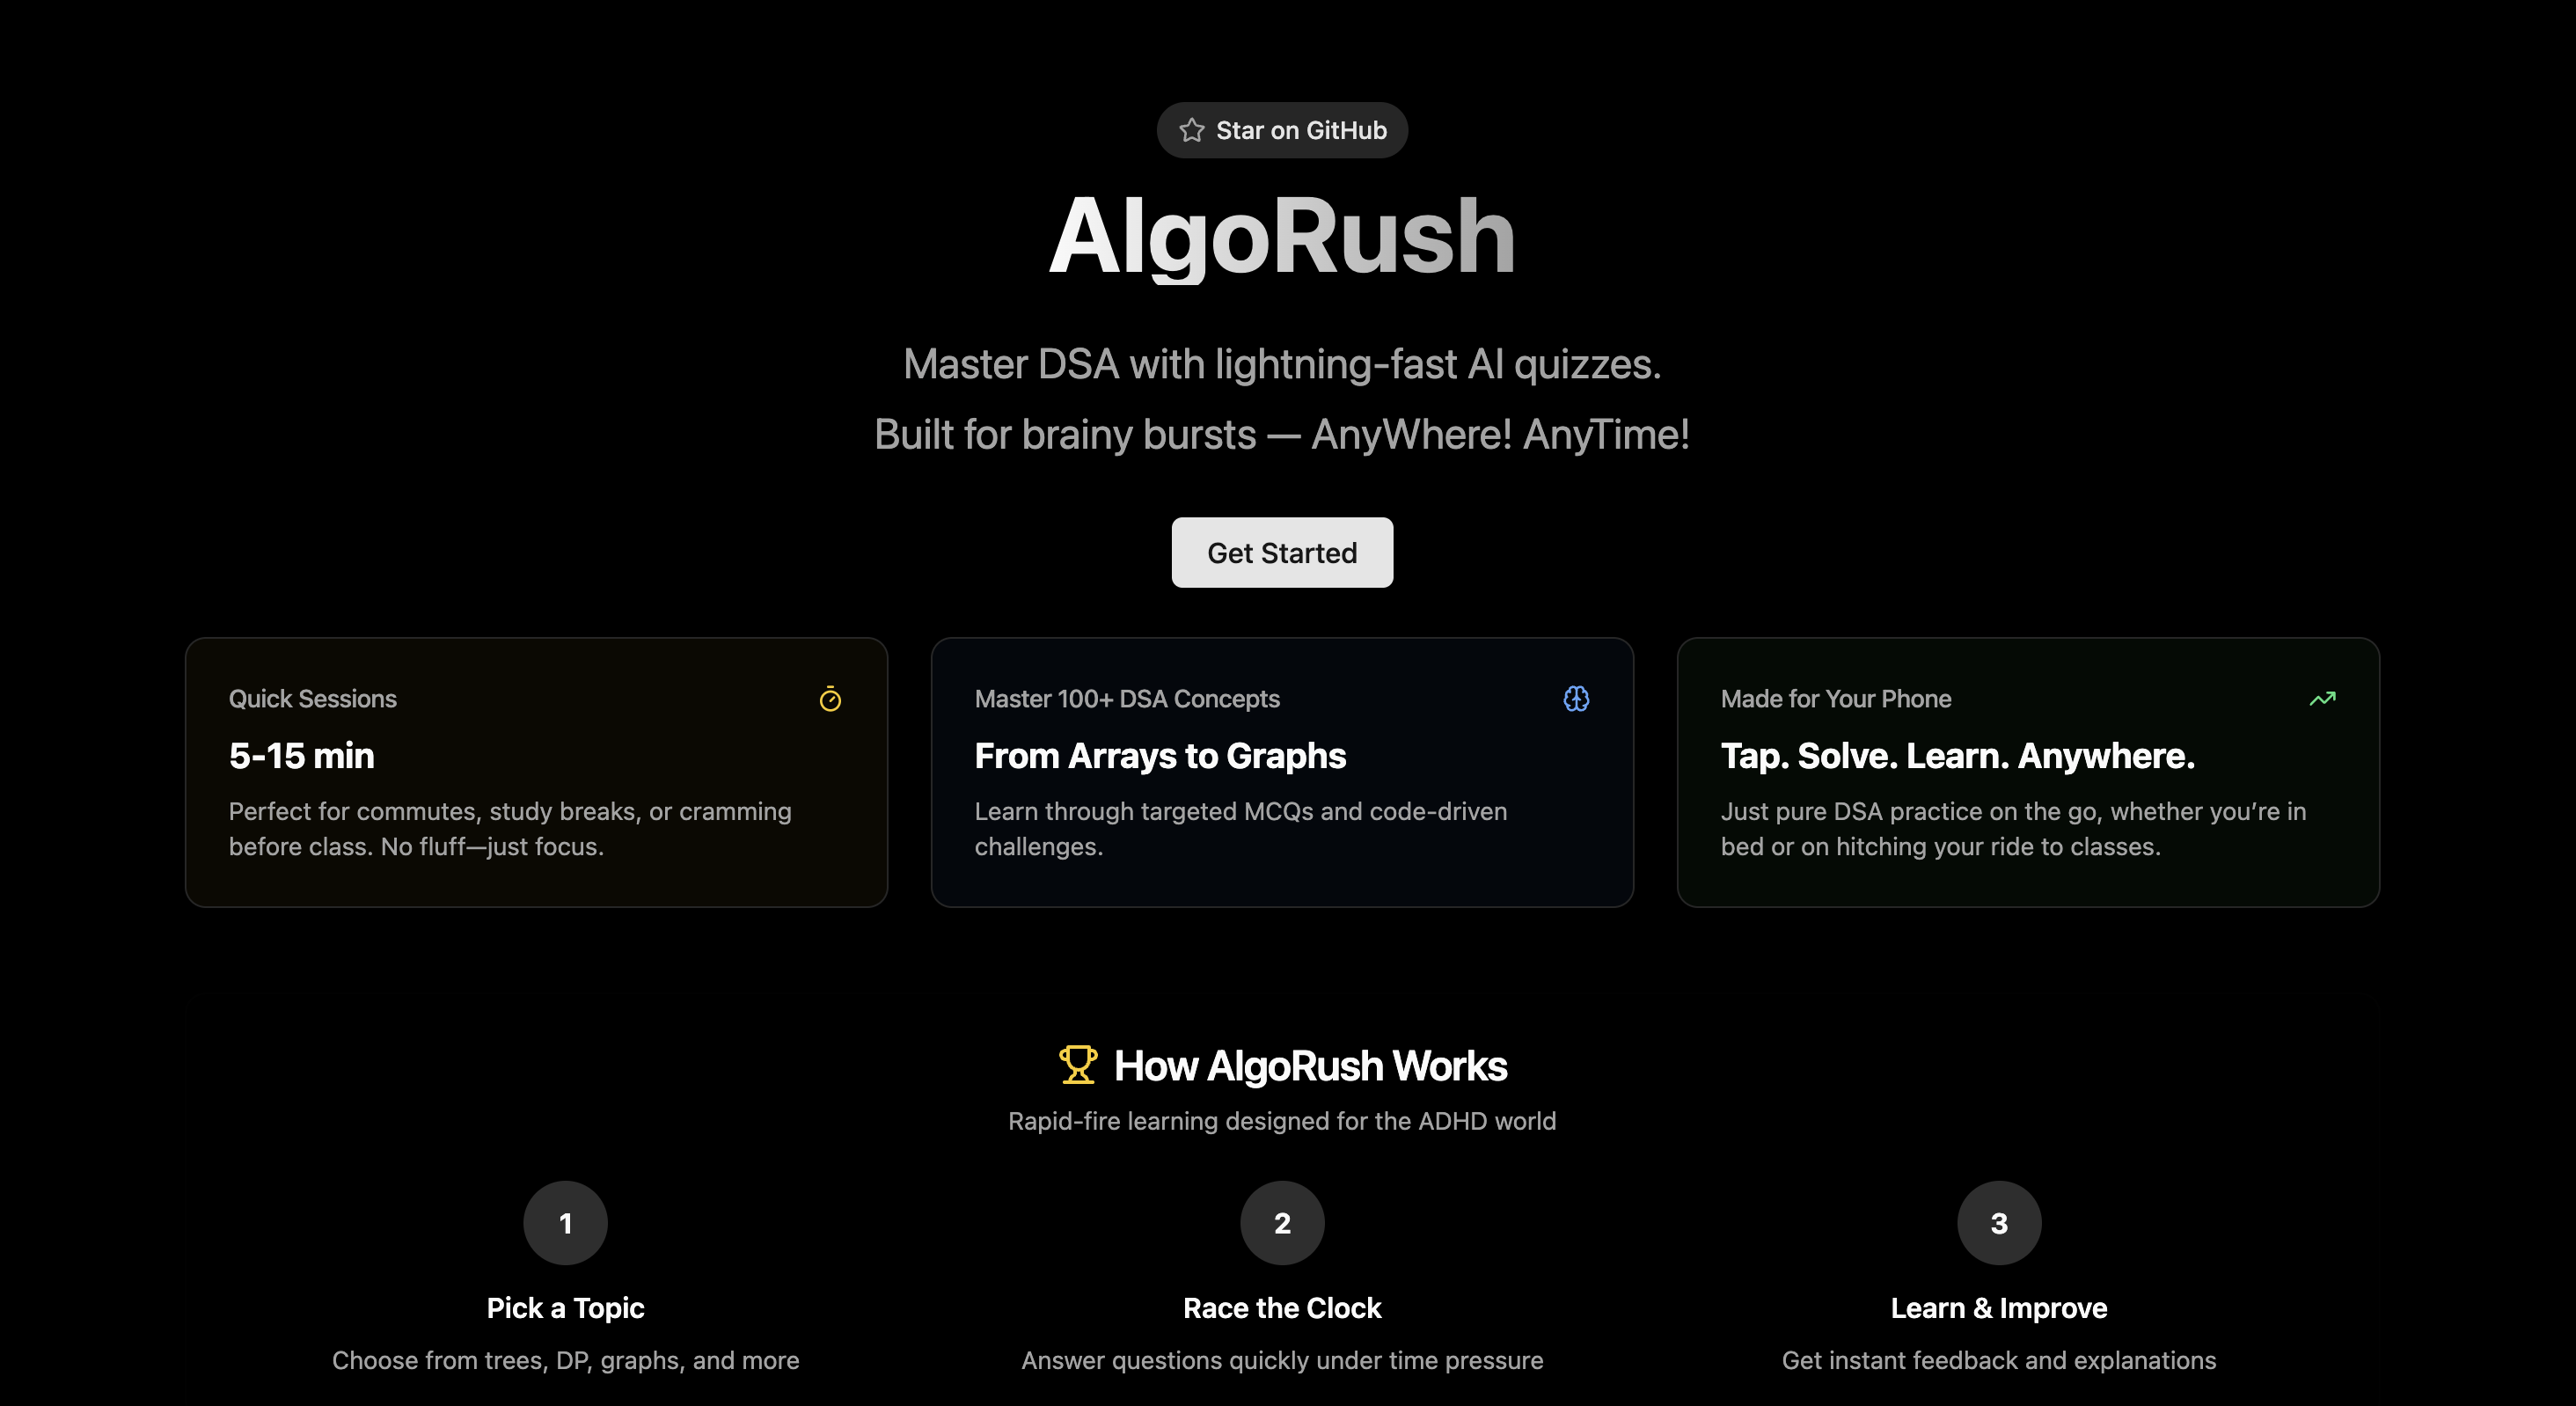 Star on GitHub
AlgoRush
Master DSA with lightning-fast AI quizzes.
Built for brainy bursts — AnyWhere! AnyTime!
Get Started
Quick Sessions
5-15 min
Perfect for commutes, study breaks, or cramming
before class. No fluff—just focus.
Master 100+ DSA Concepts
From Arrays to Graphs
Learn through targeted MCQs and code-driven
challenges.
Made for Your Phone
Tap. Solve. Learn. Anywhere.
Just pure DSA practice on the go, whether you’re in
bed or on hitching your ride to classes.
How AlgoRush Works
Rapid-fire learning designed for the ADHD world
1
Pick a Topic
Choose from trees, DP, graphs, and more
2
Race the Clock
Answer questions quickly under time pressure
3
Learn & Improve
Get instant feedback and explanations